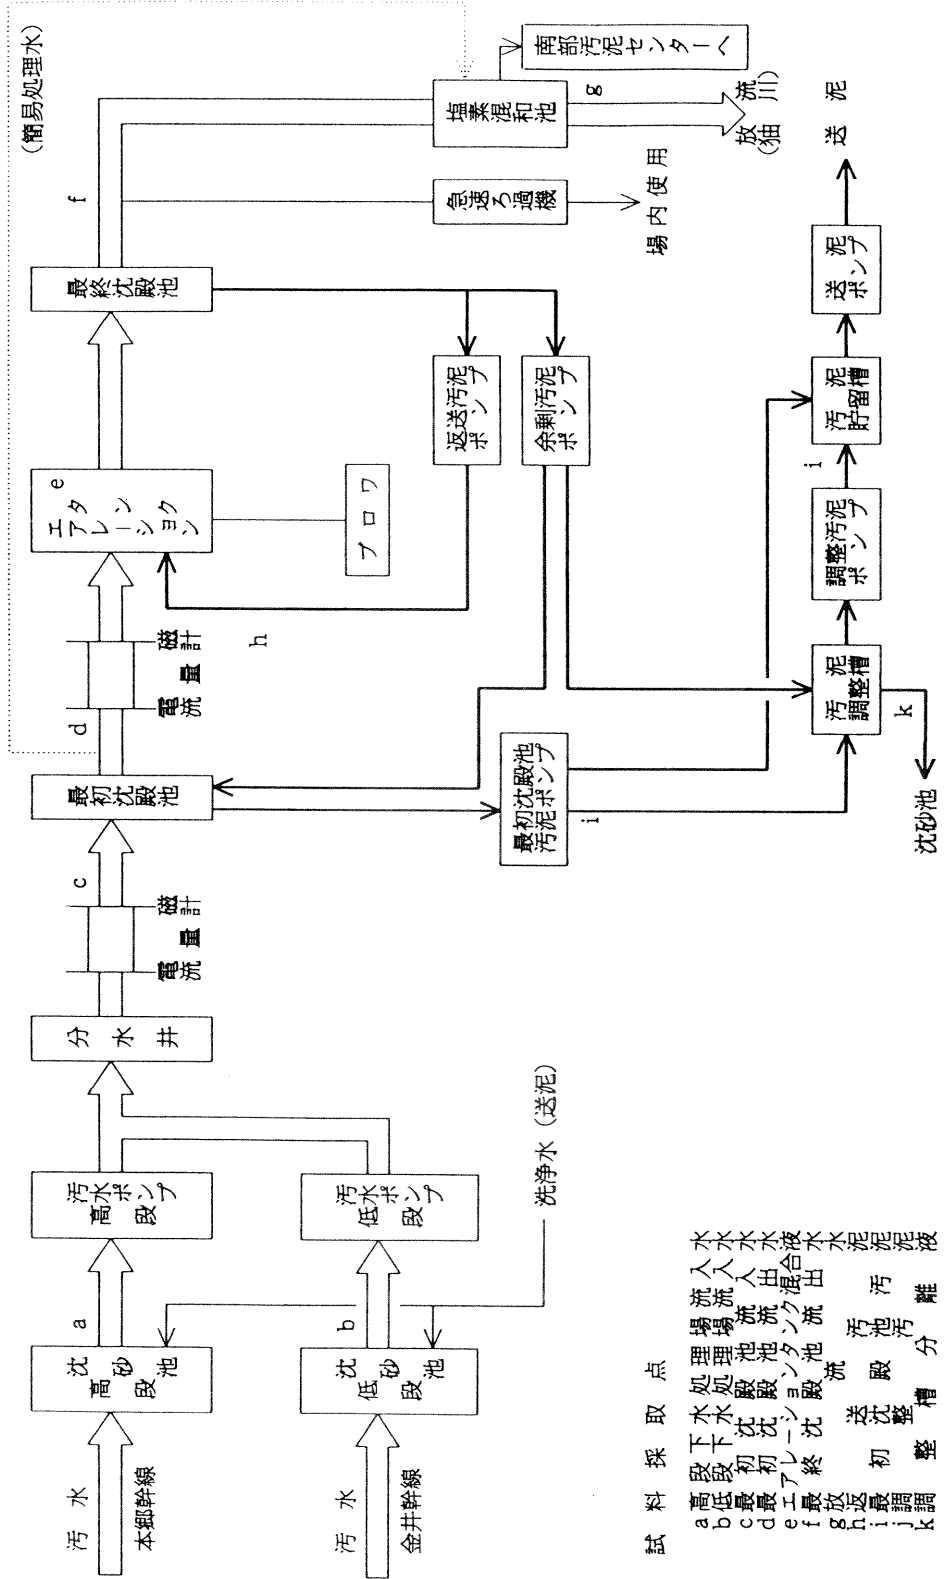 (簡易処理水)
汚水
本郷幹線
沈砂池
高段
a
汚水ポンプ
高段
分水井
電磁
流量計
c
最初沈殿池
d
電磁
流量計
エアレーション
タンク
e
最終沈殿池
f
汚水
金井幹線
沈砂池
低段
b
汚水ポンプ
低段
洗浄水(送泥)
h
ブロワ
返送汚泥
ポンプ
余剰汚泥
ポンプ
急速ろ過機
場内使用
塩素混和池
南部汚泥センターへ
g
放流
(狆川)
最初沈殿池
汚泥ポンプ
i
汚泥
調整槽
k
沈砂池
調整汚泥
ポンプ
i
汚泥
貯留槽
送泥
ポンプ
送泥
試料採取点
a 高段下水処理場流入水
b 低段下水処理場流入水
c 最初沈殿池流入水
d 最初沈殿池流出水
e エアレーションタンク混合液
f 最終沈殿池流出水
g 放流水
h 返送汚泥
i 最初沈殿池汚泥
j 調整汚泥
k 調整槽分離液